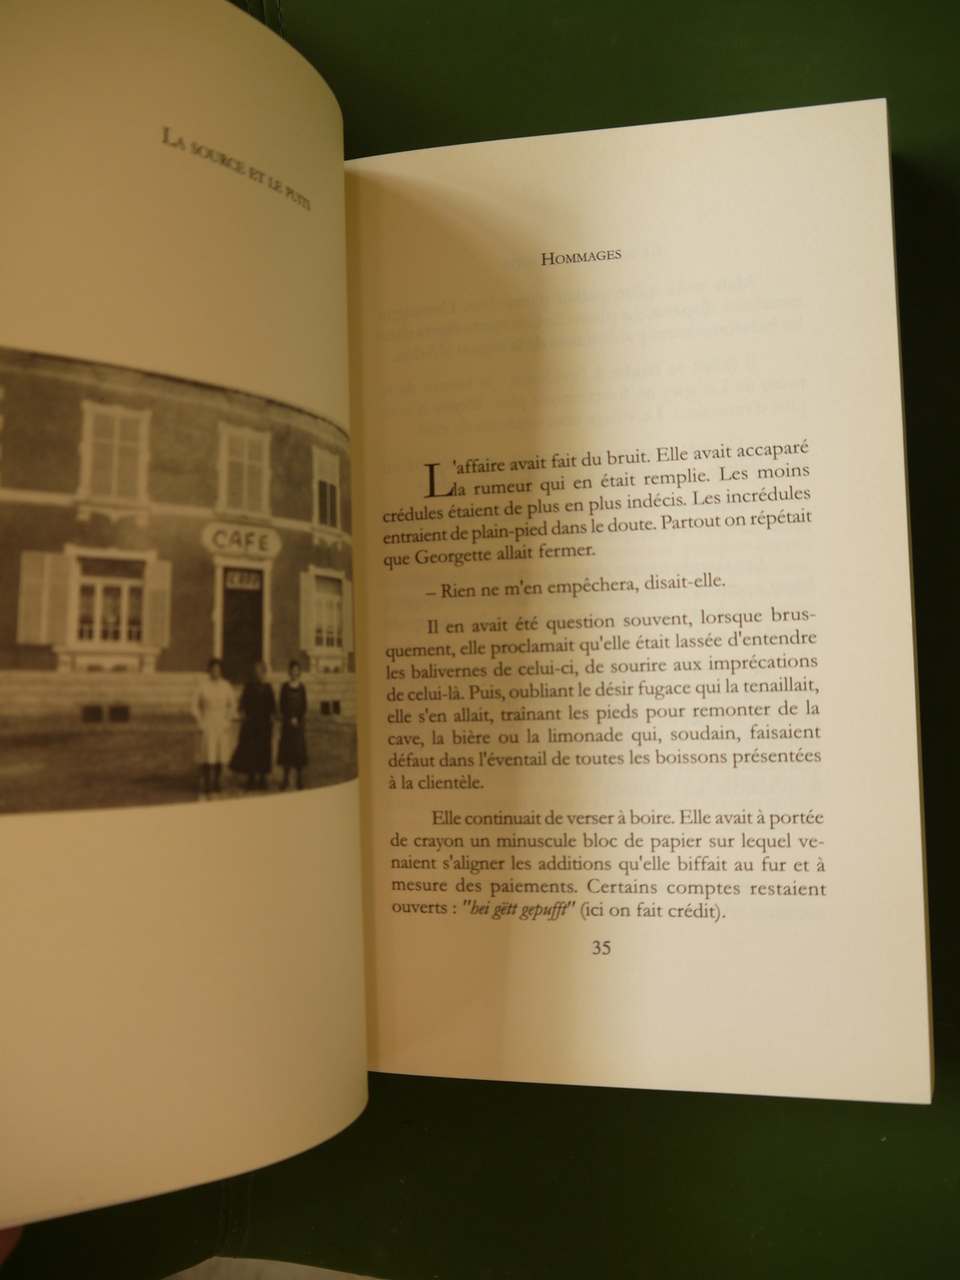 LA SOURCE ET LE PUITS
CAFÉ
CAFÉ
HOMMAGES
L'affaire avait fait du bruit. Elle avait accaparé
la rumeur qui en était remplie. Les moins
crédules étaient de plus en plus indécis. Les incrédules
entraient de plain-pied dans le doute. Partout on répétait
que Georgette allait fermer.
– Rien ne m'en empêchera, disait-elle.
Il en avait été question souvent, lorsque brus-
quement, elle proclamait qu'elle était lassée d'entendre
les balivernes de celui-ci, de sourire aux imprécations
de celui-là. Puis, oubliant le désir fugace qui la tenaillait,
elle s'en allait, traînant les pieds pour remonter de la
cave, la bière ou la limonade qui, soudain, faisaient
défaut dans l'éventail de toutes les boissons présentées
à la clientèle.
Elle continuait de verser à boire. Elle avait à portée
de crayon un minuscule bloc de papier sur lequel ve-
naient s'aligner les additions qu'elle biffait au fur et à
mesure des paiements. Certains comptes restaient
ouverts : "hei gëtt gepufft" (ici on fait crédit).
35